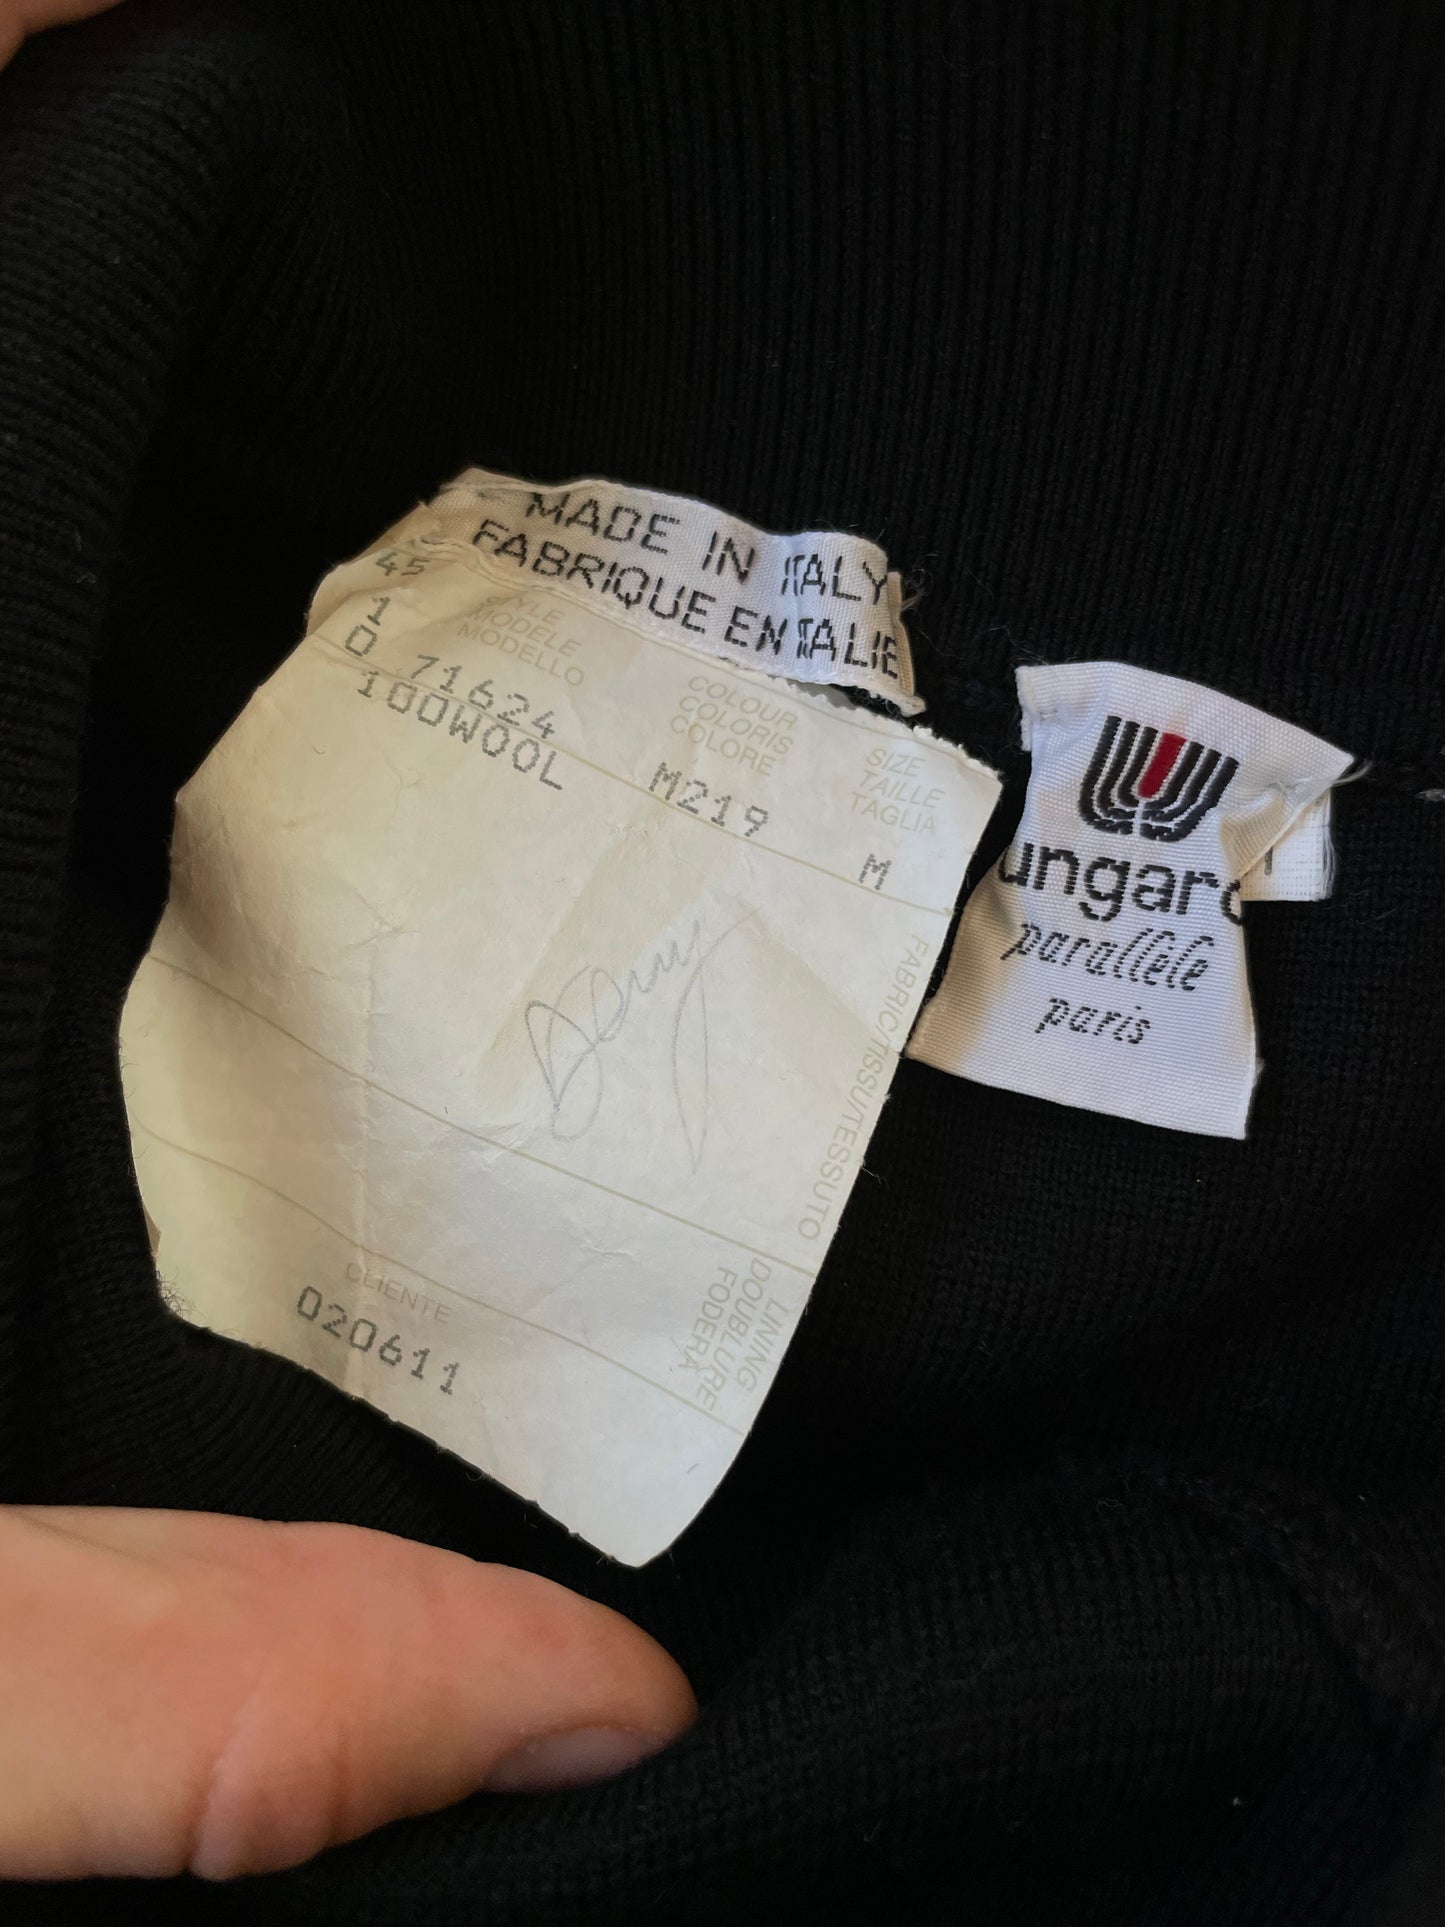 MADE IN ITALY
FABRIQUE EN ITALIE
45
1
0 71624
100WOOL
STYLE
MODELE
MODELLO
COLOUR
COLORIS
COLORE
M219
SIZE
TAILLE
TAGLIA
M
FABRIC/TISSU/TESSUTO
LINING
DOUBLURE
FODERA
CLIENTE
020611
ungaro
parallèle
paris